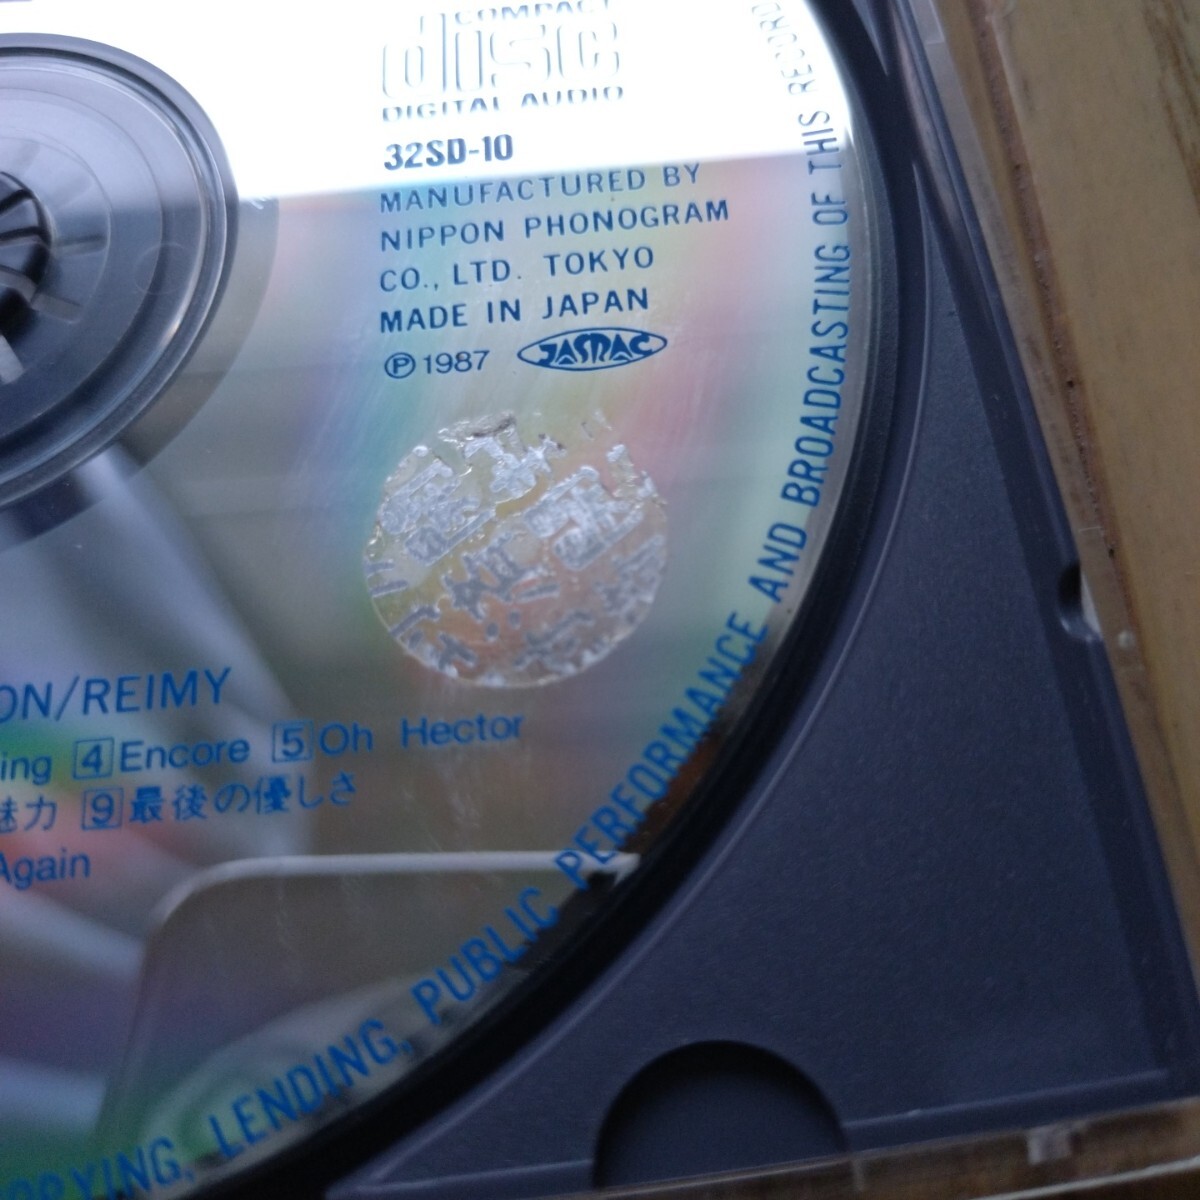 COMPACT
disc
DIGITAL AUDIO
32SD-10
MANUFACTURED BY
NIPPON PHONOGRAM
CO., LTD. TOKYO
MADE IN JAPAN
Ⓟ1987 JASRAC
ON/REIMY
ing 4 Encore 5 Oh Hector
魅力 9 最後の優しさ
Again
OPYING, LENDING, PUBLIC PERFORMANCE AND BROADCASTING OF THIS RECORD